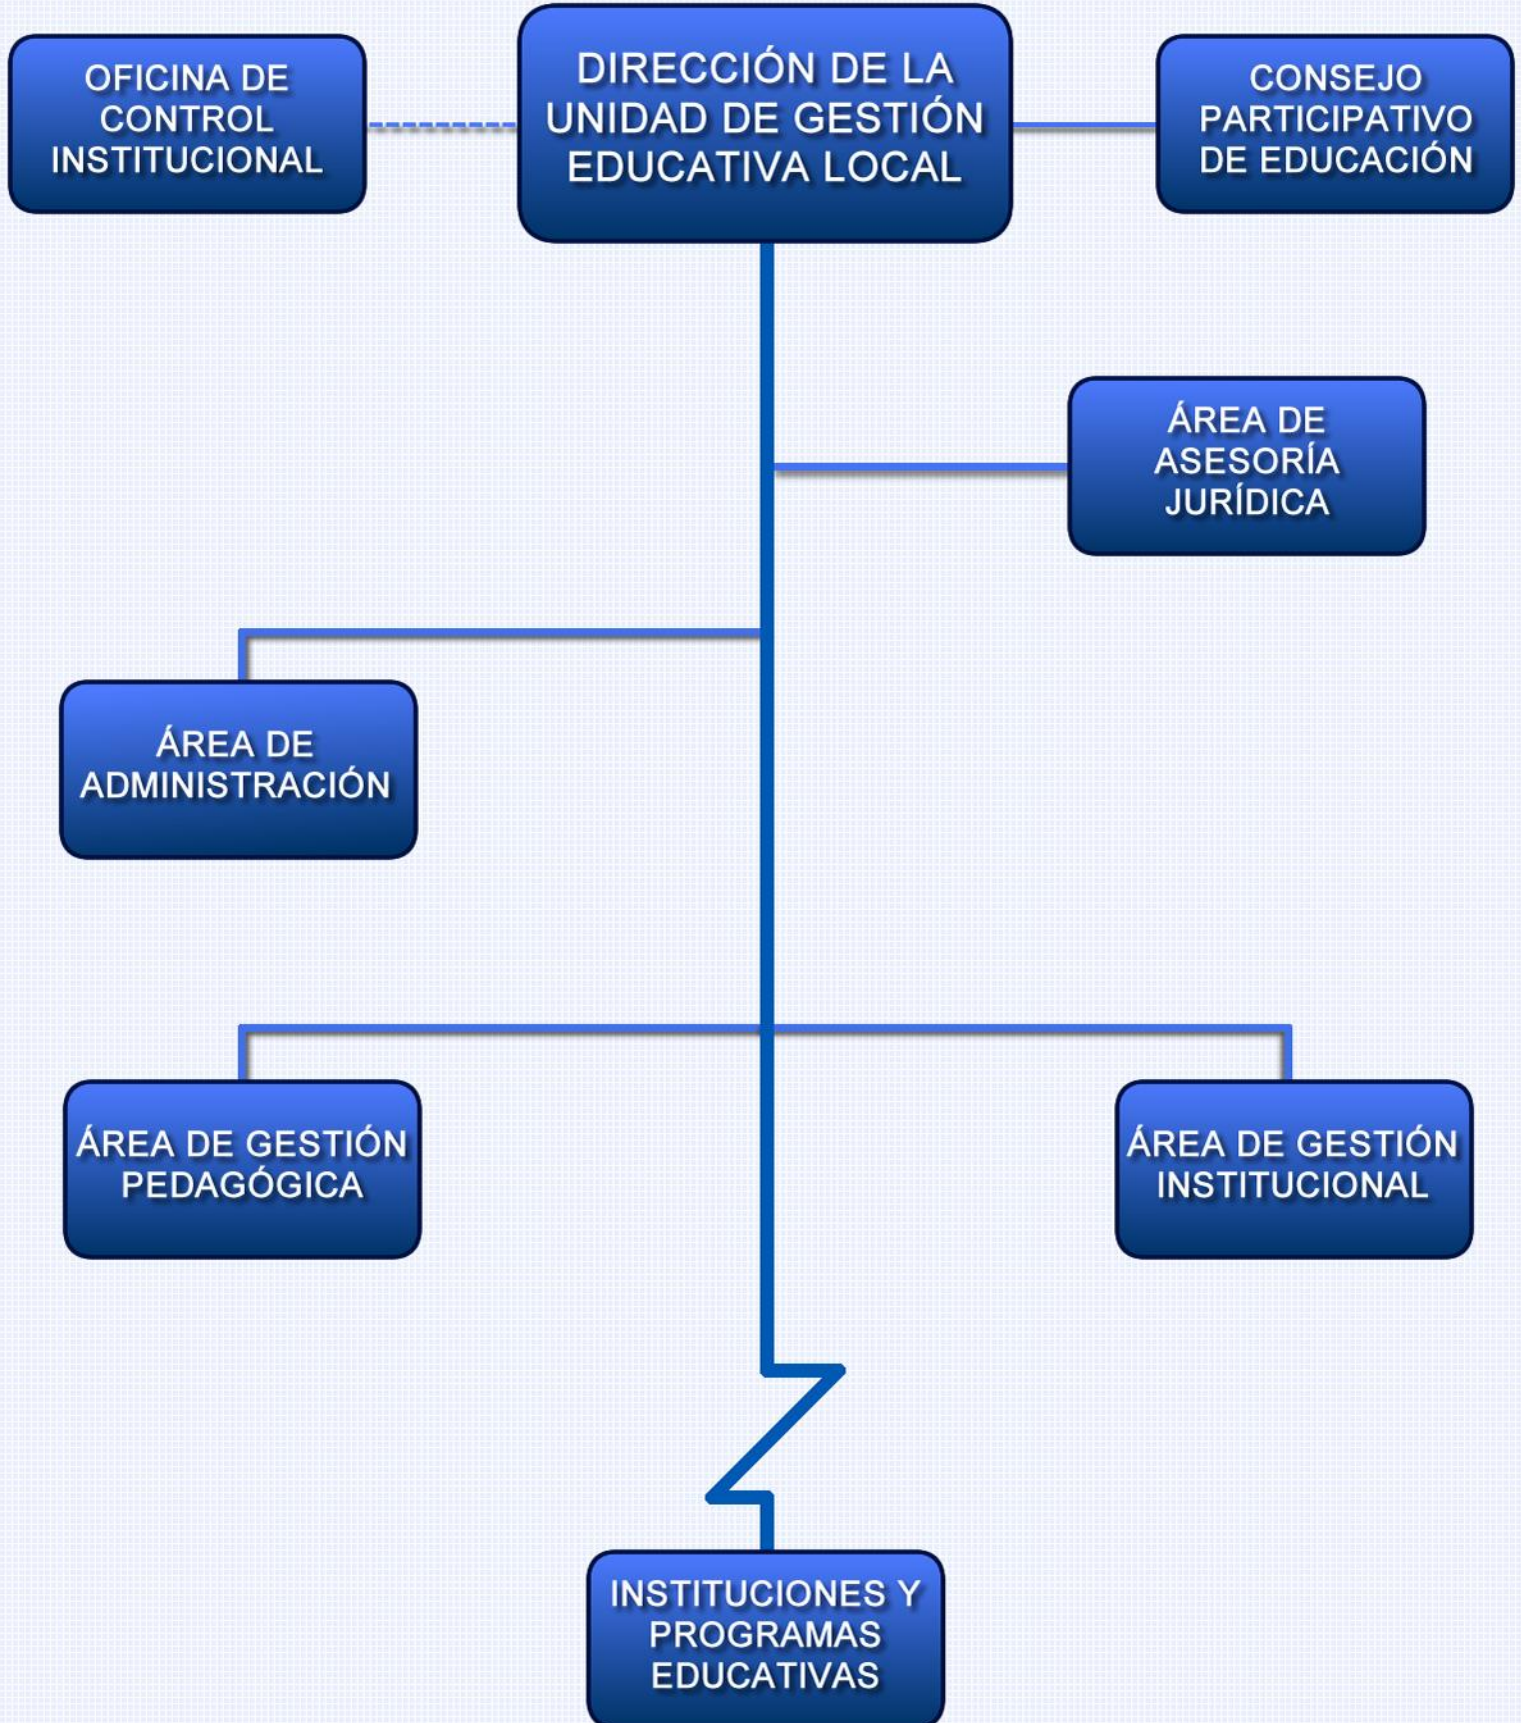 OFICINA DE
CONTROL
INSTITUCIONAL
DIRECCIÓN DE LA
UNIDAD DE GESTIÓN
EDUCATIVA LOCAL
CONSEJO
PARTICIPATIVO
DE EDUCACIÓN
ÁREA DE
ASESORÍA
JURÍDICA
ÁREA DE
ADMINISTRACIÓN
ÁREA DE GESTIÓN
PEDAGÓGICA
ÁREA DE GESTIÓN
INSTITUCIONAL
INSTITUCIONES Y
PROGRAMAS
EDUCATIVAS